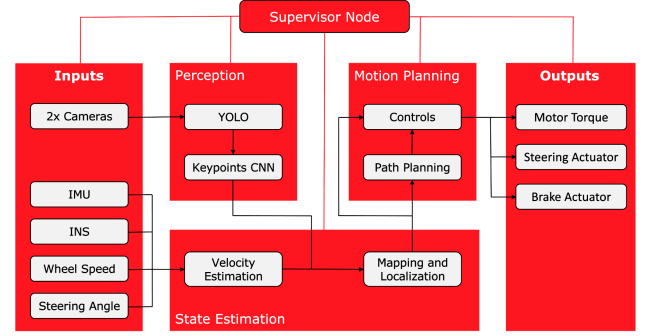 Supervisor Node
Inputs
2x Cameras
IMU
INS
Wheel Speed
Steering Angle
Perception
YOLO
Keypoints CNN
Motion Planning
Controls
Path Planning
Outputs
Motor Torque
Steering Actuator
Brake Actuator
Velocity
Estimation
Mapping and
Localization
State Estimation